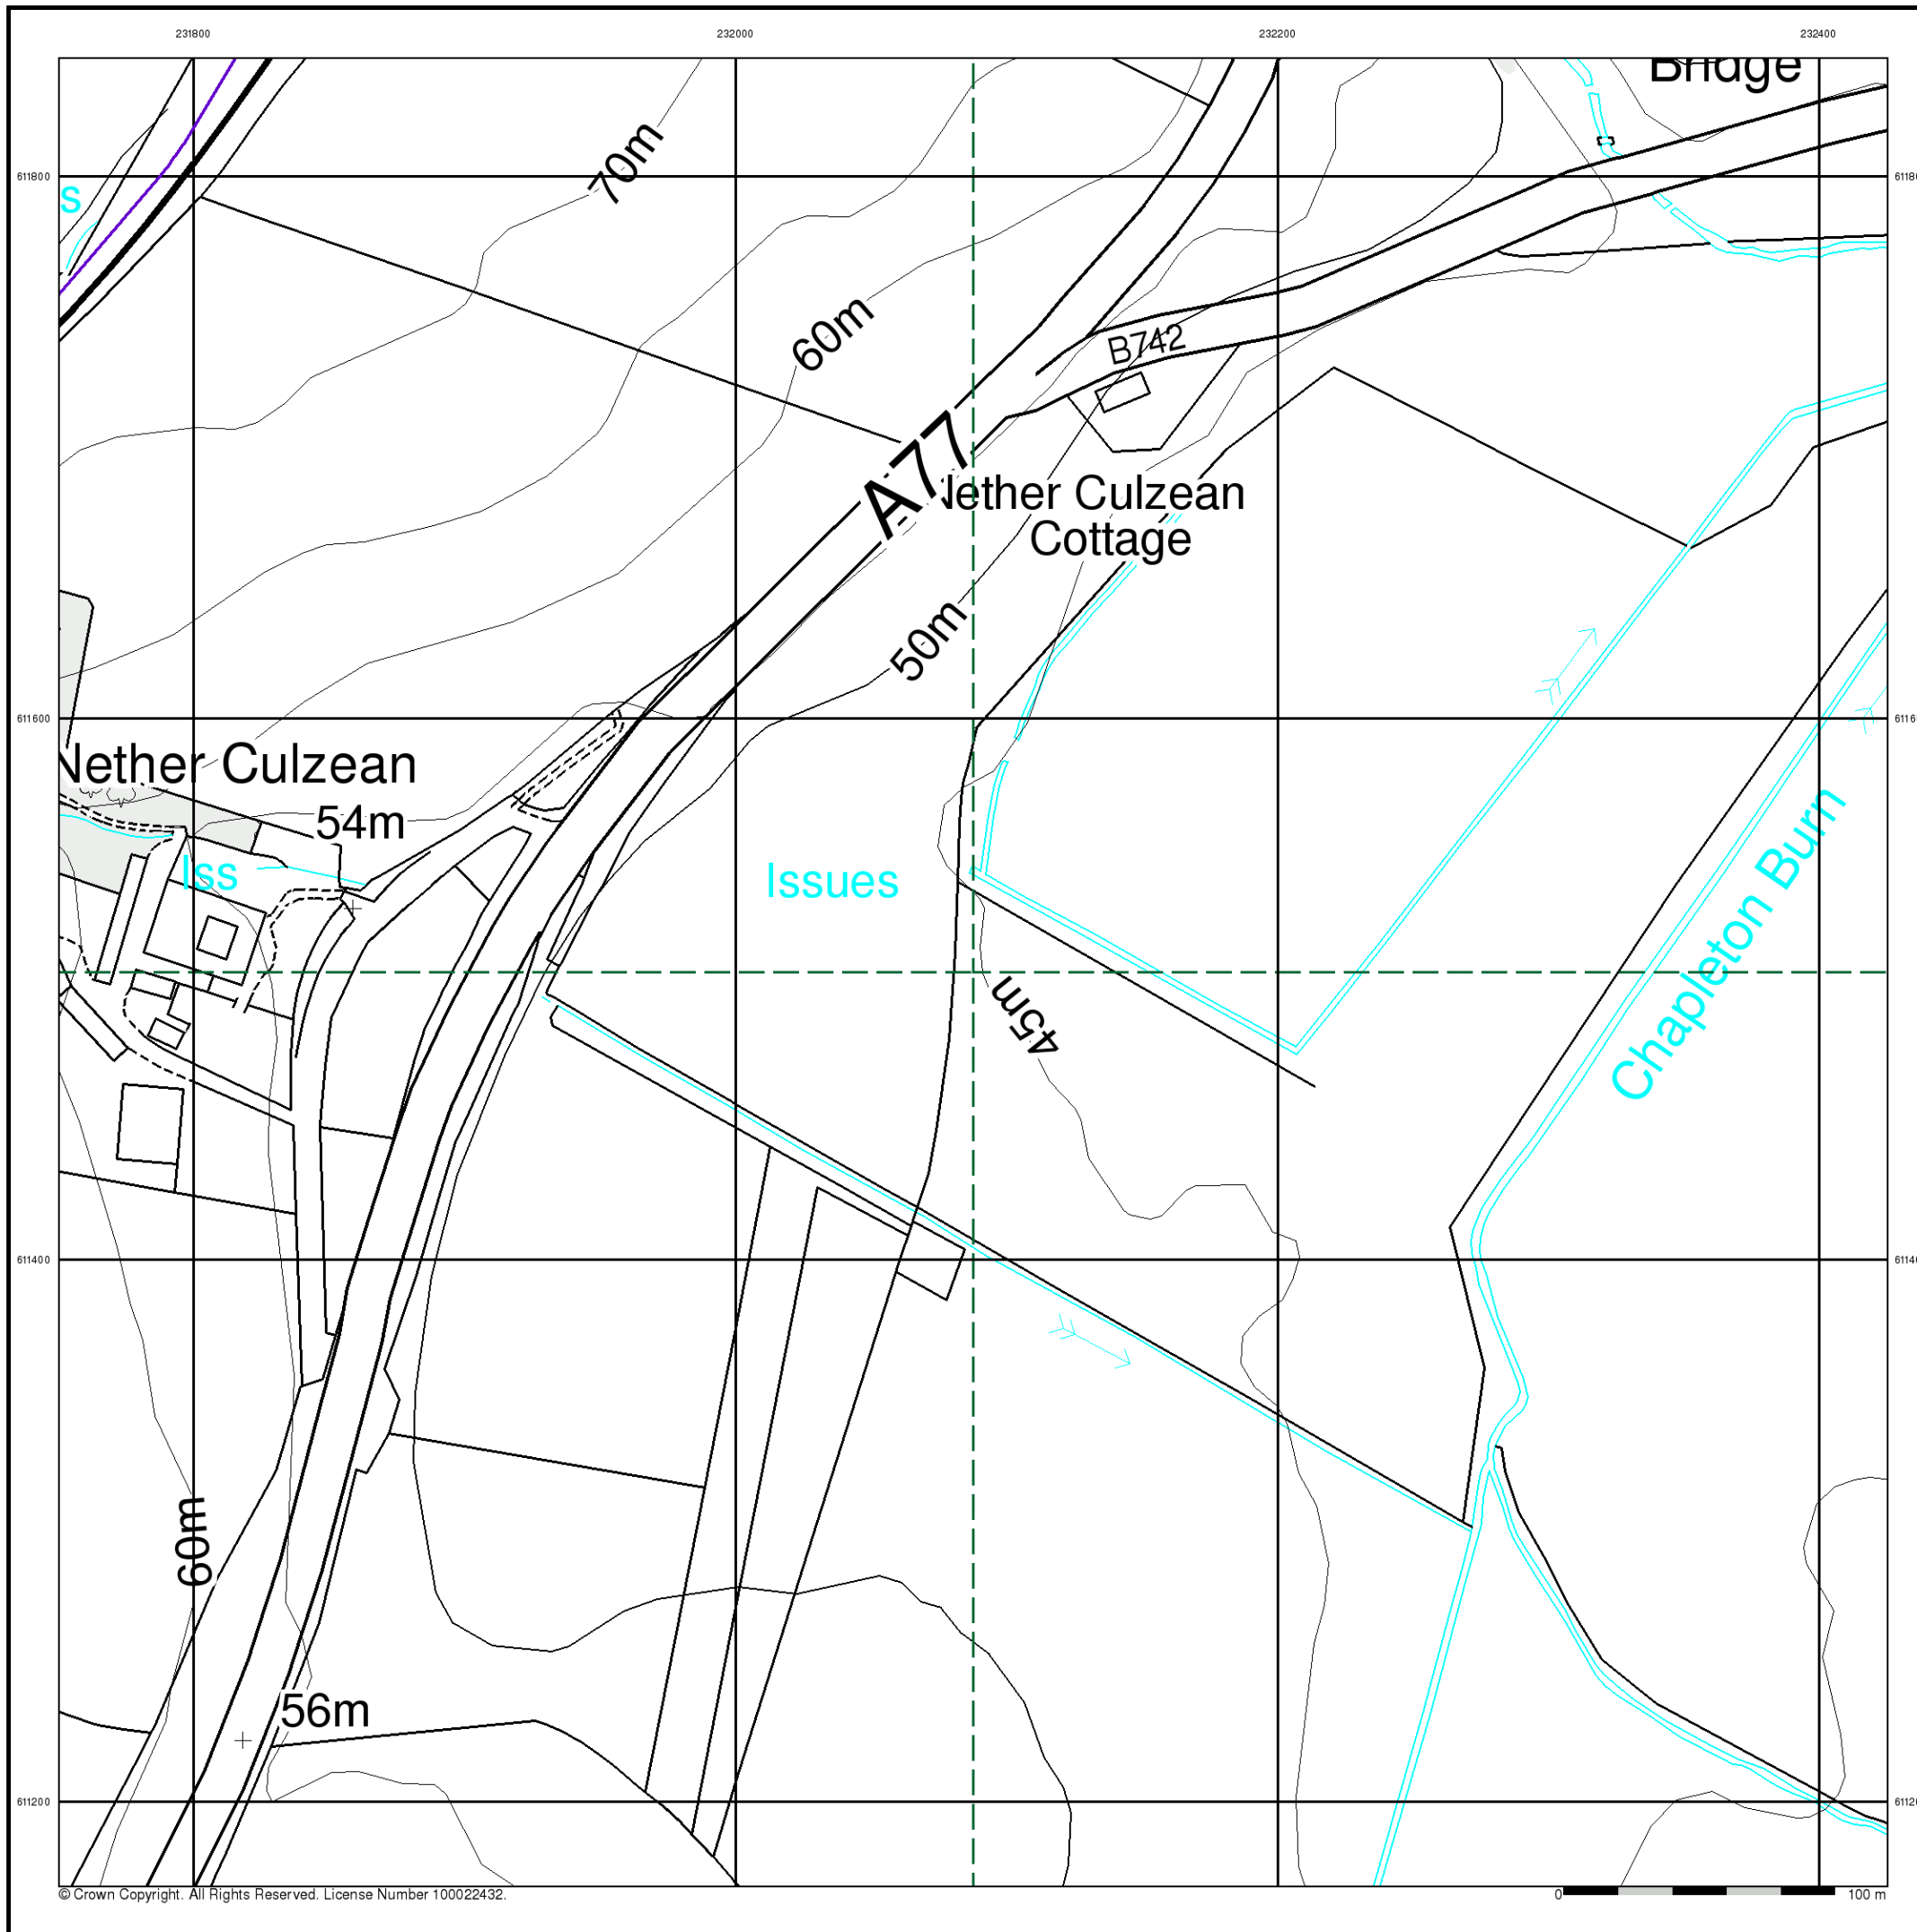 231800 232000 232200 232400
Bridge
611800
s
70m
60m
B742
A77
Nether Culzean
Cottage
50m
611600
Nether Culzean
54m
Iss
Issues
Chapleton Burn
45m
611400
60m
56m
611200
© Crown Copyright. All Rights Reserved. License Number 100022432.
0 100 m